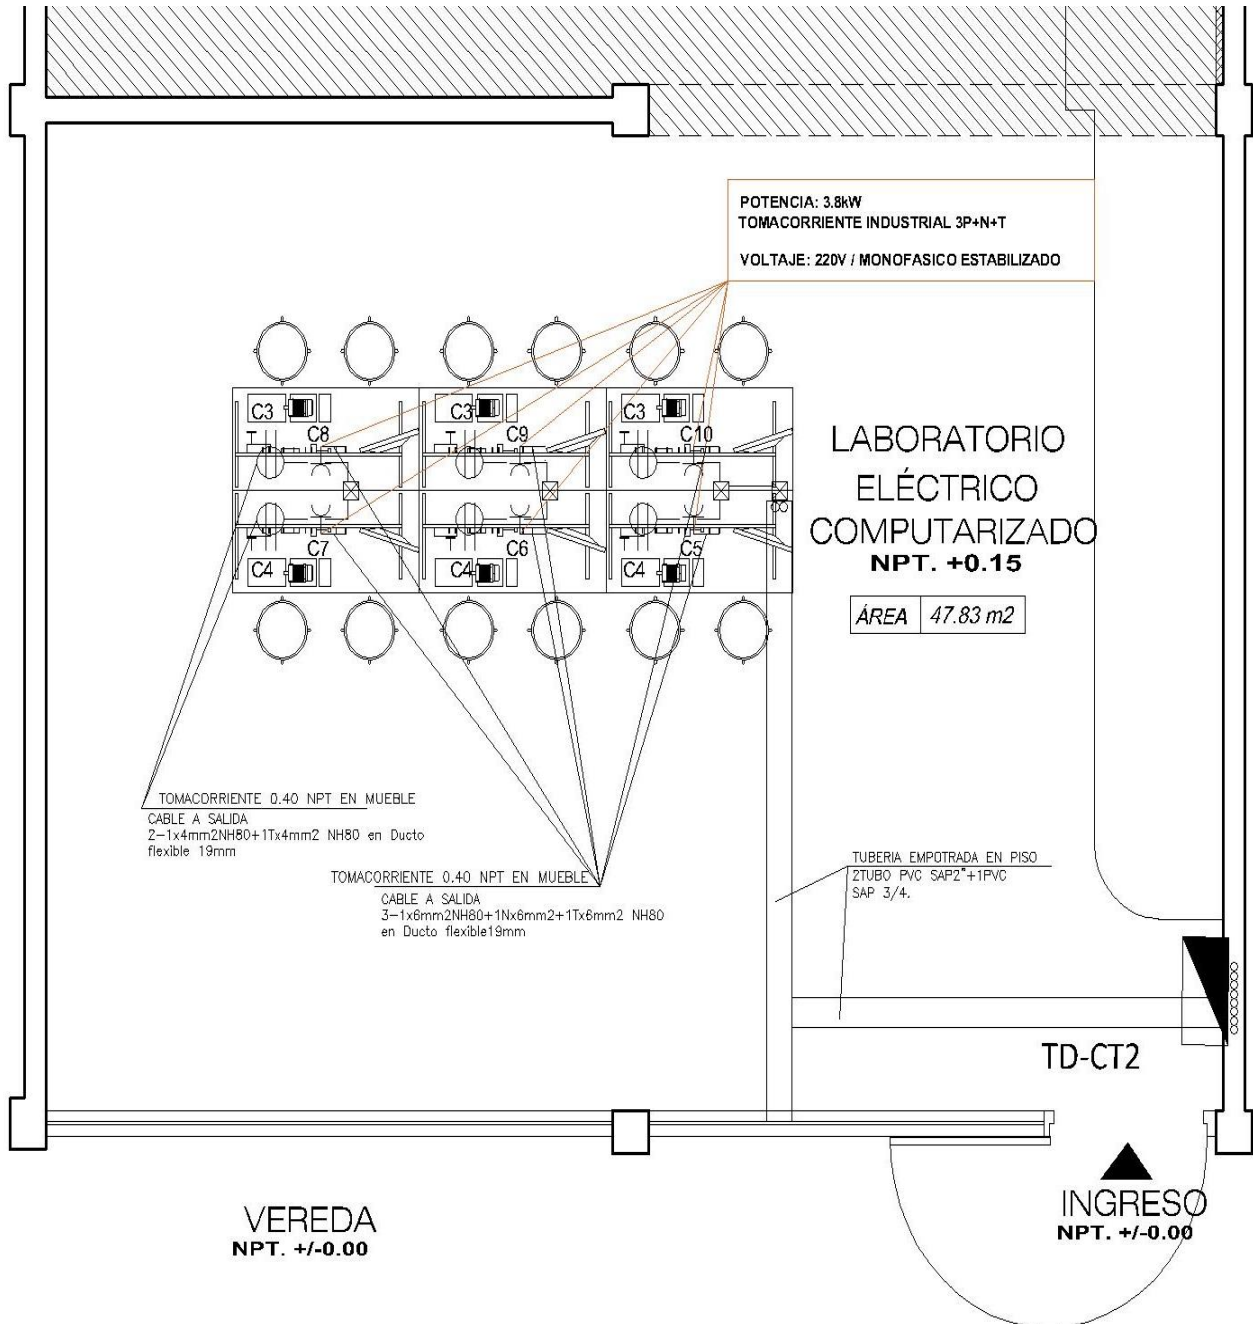 POTENCIA: 3.8kW
TOMACORRIENTE INDUSTRIAL 3P+N+T
VOLTAJE: 220V / MONOFASICO ESTABILIZADO
C3
C3
C3
C8
C9
C10
C7
C6
C5
C4
C4
C4
LABORATORIO
ELÉCTRICO
COMPUTARIZADO
NPT. +0.15
ÁREA 47.83 m2
TOMACORRIENTE 0.40 NPT EN MUEBLE
CABLE A SALIDA
2-1x4mm2NH80+1Tx4mm2 NH80 en Ducto
flexible 19mm
TOMACORRIENTE 0.40 NPT EN MUEBLE
CABLE A SALIDA
3-1x6mm2NH80+1Nx6mm2+1Tx6mm2 NH80
en Ducto flexible19mm
TUBERIA EMPOTRADA EN PISO
2TUBO PVC SAP2"+1PVC
SAP 3/4.
TD-CT2
VEREDA
NPT. +/-0.00
INGRESO
NPT. +/-0.00